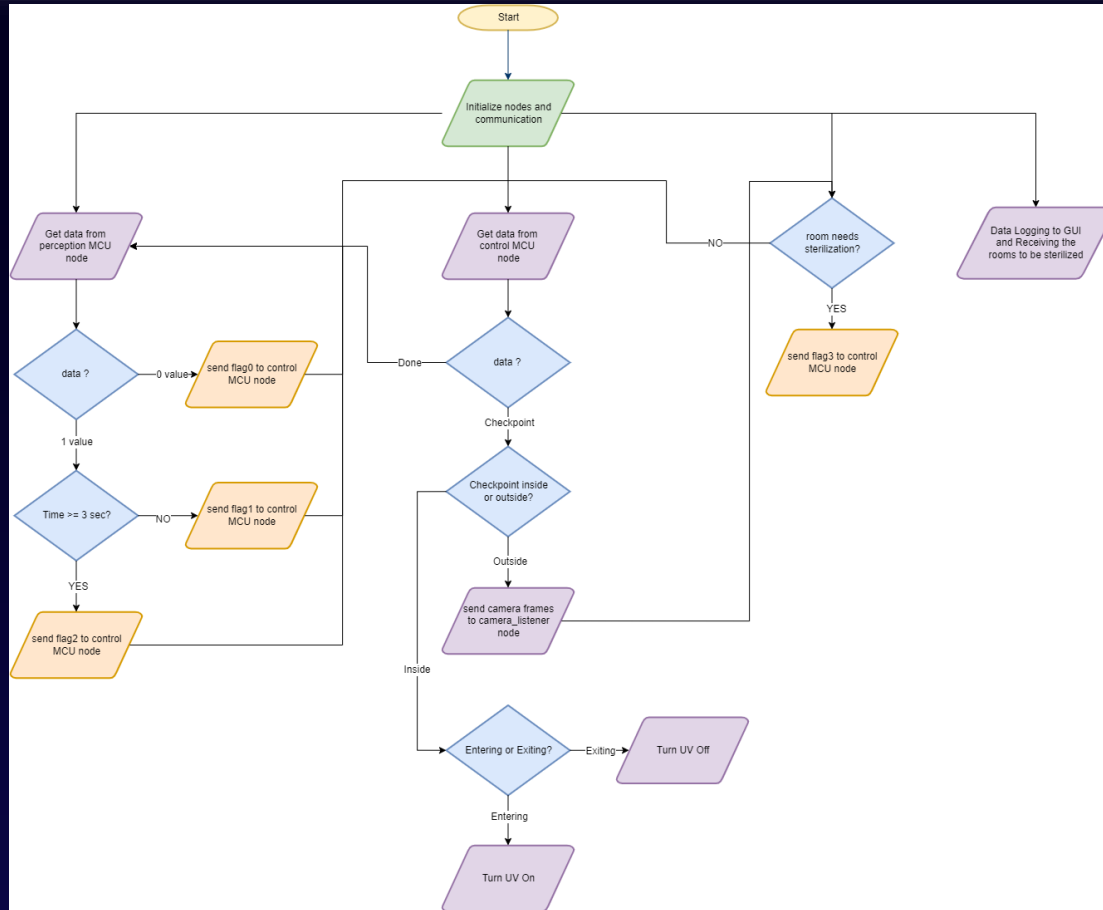 Start
Initialize nodes and
communication
Get data from
perception MCU
node
Get data from
control MCU
node
NO
room needs
sterilization?
Data Logging to GUI
and Receiving the
rooms to be sterilized
YES
data ?
0 value
send flag0 to control
MCU node
Done
data ?
send flag3 to control
MCU node
1 value
Checkpoint
Time >= 3 sec?
NO
send flag1 to control
MCU node
Checkpoint inside
or outside?
YES
Outside
send flag2 to control
MCU node
send camera frames
to camera_listener
node
Inside
Entering or Exiting?
Exiting
Turn UV Off
Entering
Turn UV On